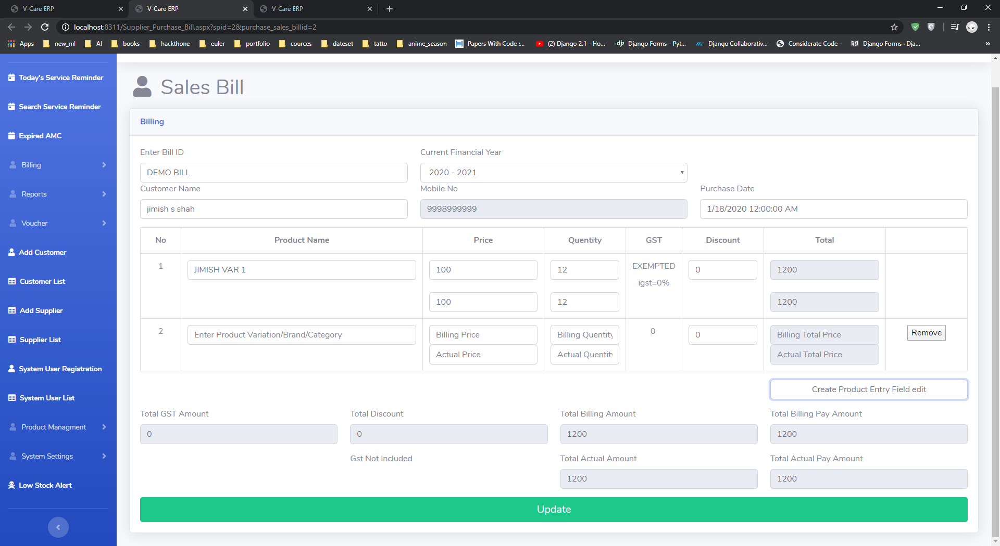 V-Care ERP
V-Care ERP
V-Care ERP
localhost:8311/Supplier_Purchase_Bill.aspx?spid=2&purchase_sales_billid=2
Apps new_ml AI books hackthone euler portfolio cources dateset tatto anime_season Papers With Code :... (2) Django 2.1 - Ho... dja Django Forms - Pyt... Django Collaborativ... Considerate Code - Django Forms · Dja... »
Today's Service Reminder
Search Service Reminder
Expired AMC
Billing
Reports
Voucher
Add Customer
Customer List
Add Supplier
Supplier List
System User Registration
System User List
Product Managment
System Settings
Low Stock Alert
Sales Bill
Billing
Enter Bill ID Current Financial Year
DEMO BILL 2020 - 2021
Customer Name Mobile No Purchase Date
jimish s shah 9998999999 1/18/2020 12:00:00 AM
No Product Name Price Quentity GST Discount Total
1 JIMISH VAR 1 100 12 EXEMPTED 0 1200
igst=0%
100 12 1200
2 Enter Product Variation/Brand/Category Billing Price Billing Quentity 0 0 Billing Total Price Remove
Actual Price Actual Quentity Actual Total Price
Create Product Entry Field edit
Total GST Amount Total Discount Total Billing Amount Total Billing Pay Amount
0 0 1200 1200
Gst Not Included Total Actual Amount Total Actual Pay Amount
1200 1200
Update